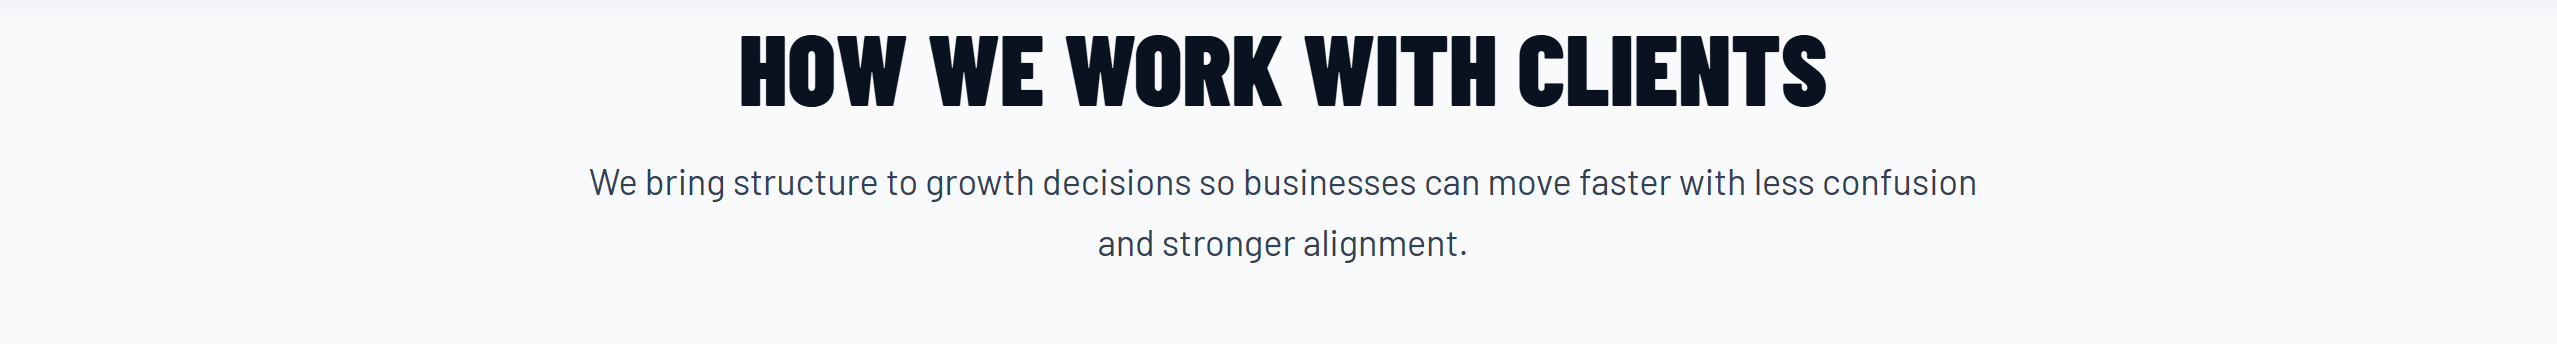 HOW WE WORK WITH CLIENTS
We bring structure to growth decisions so businesses can move faster with less confusion
and stronger alignment.